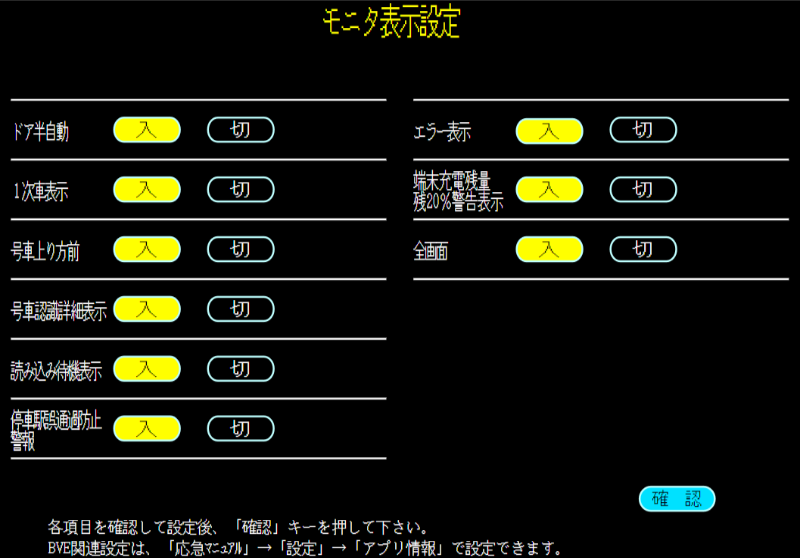 モニタ表示設定
ドア半自動 入 切
1次車表示 入 切
号車上り方前 入 切
号車認識詳細表示 入 切
読み込み待機表示 入 切
停車駅誤通過防止
警報 入 切
エラー表示 入 切
端末充電残量
残20%警告表示 入 切
全画面 入 切
確 認
各項目を確認して設定後、「確認」キーを押して下さい。
BVE関連設定は、「応急マニュアル」→「設定」→「アプリ情報」で設定できます。